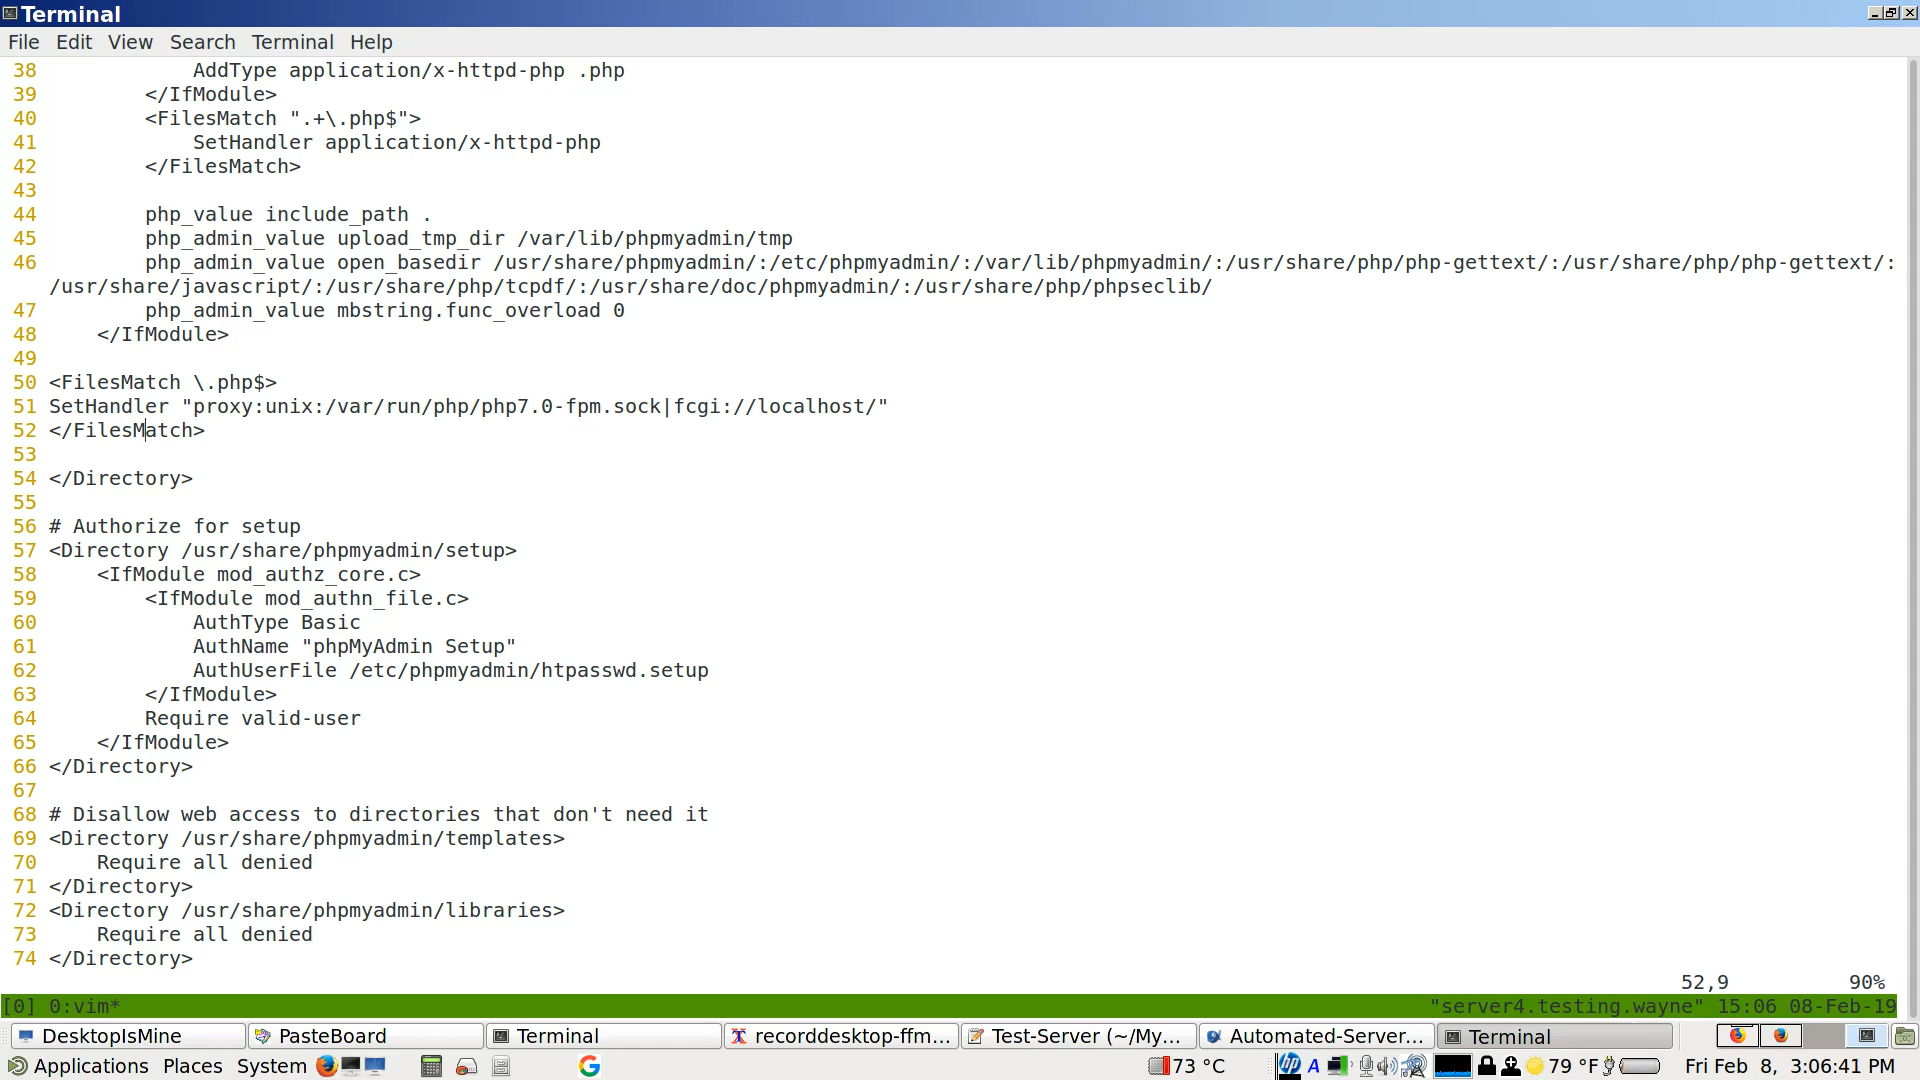 Terminal
File Edit View Search Terminal Help
38             AddType application/x-httpd-php .php
39         </IfModule>
40         <FilesMatch ".+\.php$">
41             SetHandler application/x-httpd-php
42         </FilesMatch>
43
44         php_value include_path .
45         php_admin_value upload_tmp_dir /var/lib/phpmyadmin/tmp
46         php_admin_value open_basedir /usr/share/phpmyadmin/:/etc/phpmyadmin/:/var/lib/phpmyadmin/:/usr/share/php/php-gettext/:/usr/share/php/php-gettext/:
/usr/share/javascript/:/usr/share/php/tcpdf/:/usr/share/doc/phpmyadmin/:/usr/share/php/phpseclib/
47         php_admin_value mbstring.func_overload 0
48     </IfModule>
49
50 <FilesMatch \.php$>
51 SetHandler "proxy:unix:/var/run/php/php7.0-fpm.sock|fcgi://localhost/"
52 </FilesMatch>
53
54 </Directory>
55
56 # Authorize for setup
57 <Directory /usr/share/phpmyadmin/setup>
58     <IfModule mod_authz_core.c>
59         <IfModule mod_authn_file.c>
60             AuthType Basic
61             AuthName "phpMyAdmin Setup"
62             AuthUserFile /etc/phpmyadmin/htpasswd.setup
63         </IfModule>
64         Require valid-user
65     </IfModule>
66 </Directory>
67
68 # Disallow web access to directories that don't need it
69 <Directory /usr/share/phpmyadmin/templates>
70     Require all denied
71 </Directory>
72 <Directory /usr/share/phpmyadmin/libraries>
73     Require all denied
74 </Directory>
52,9 90%
[0] 0:vim* "server4.testing.wayne" 15:06 08-Feb-19
DesktopIsMine PasteBoard Terminal recorddesktop-ffm... Test-Server (~/My... Automated-Server... Terminal
Applications Places System G 73 °C hp A 79 °F Fri Feb 8, 3:06:41 PM